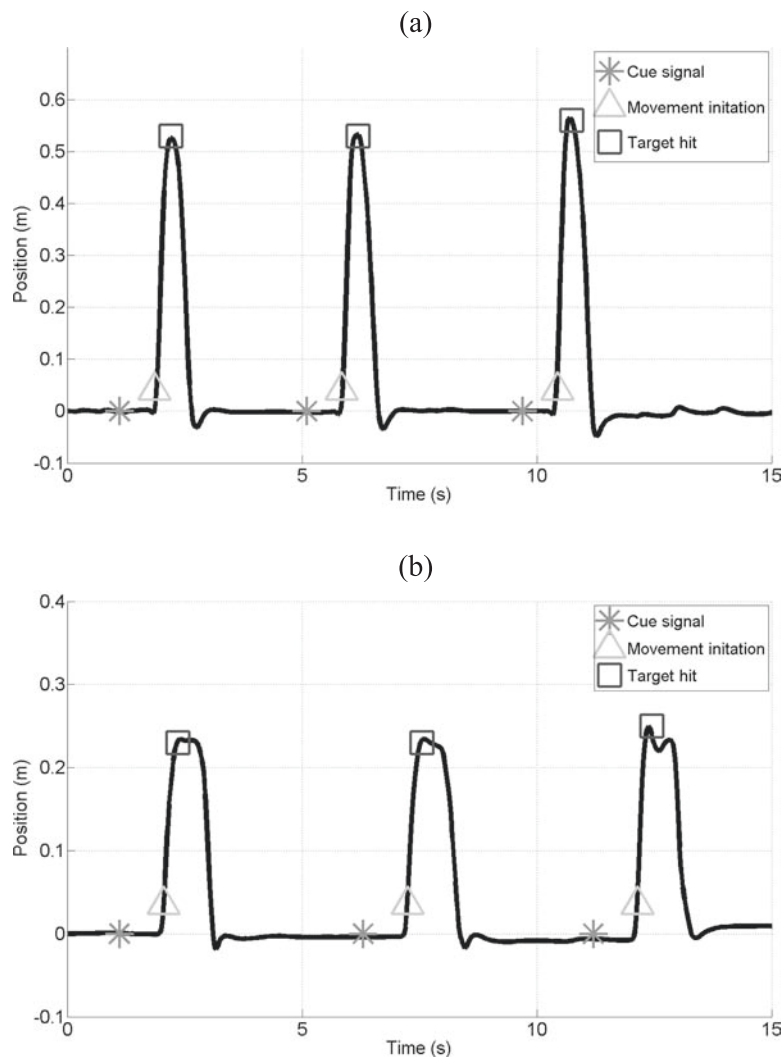 (a)
Cue signal
Movement initation
Target hit
0.6
0.5
0.4
0.3
0.2
0.1
0
-0.1
Position (m)
0
5
10
15
Time (s)
(b)
Cue signal
Movement initation
Target hit
0.4
0.3
0.2
0.1
0
-0.1
Position (m)
0
5
10
15
Time (s)